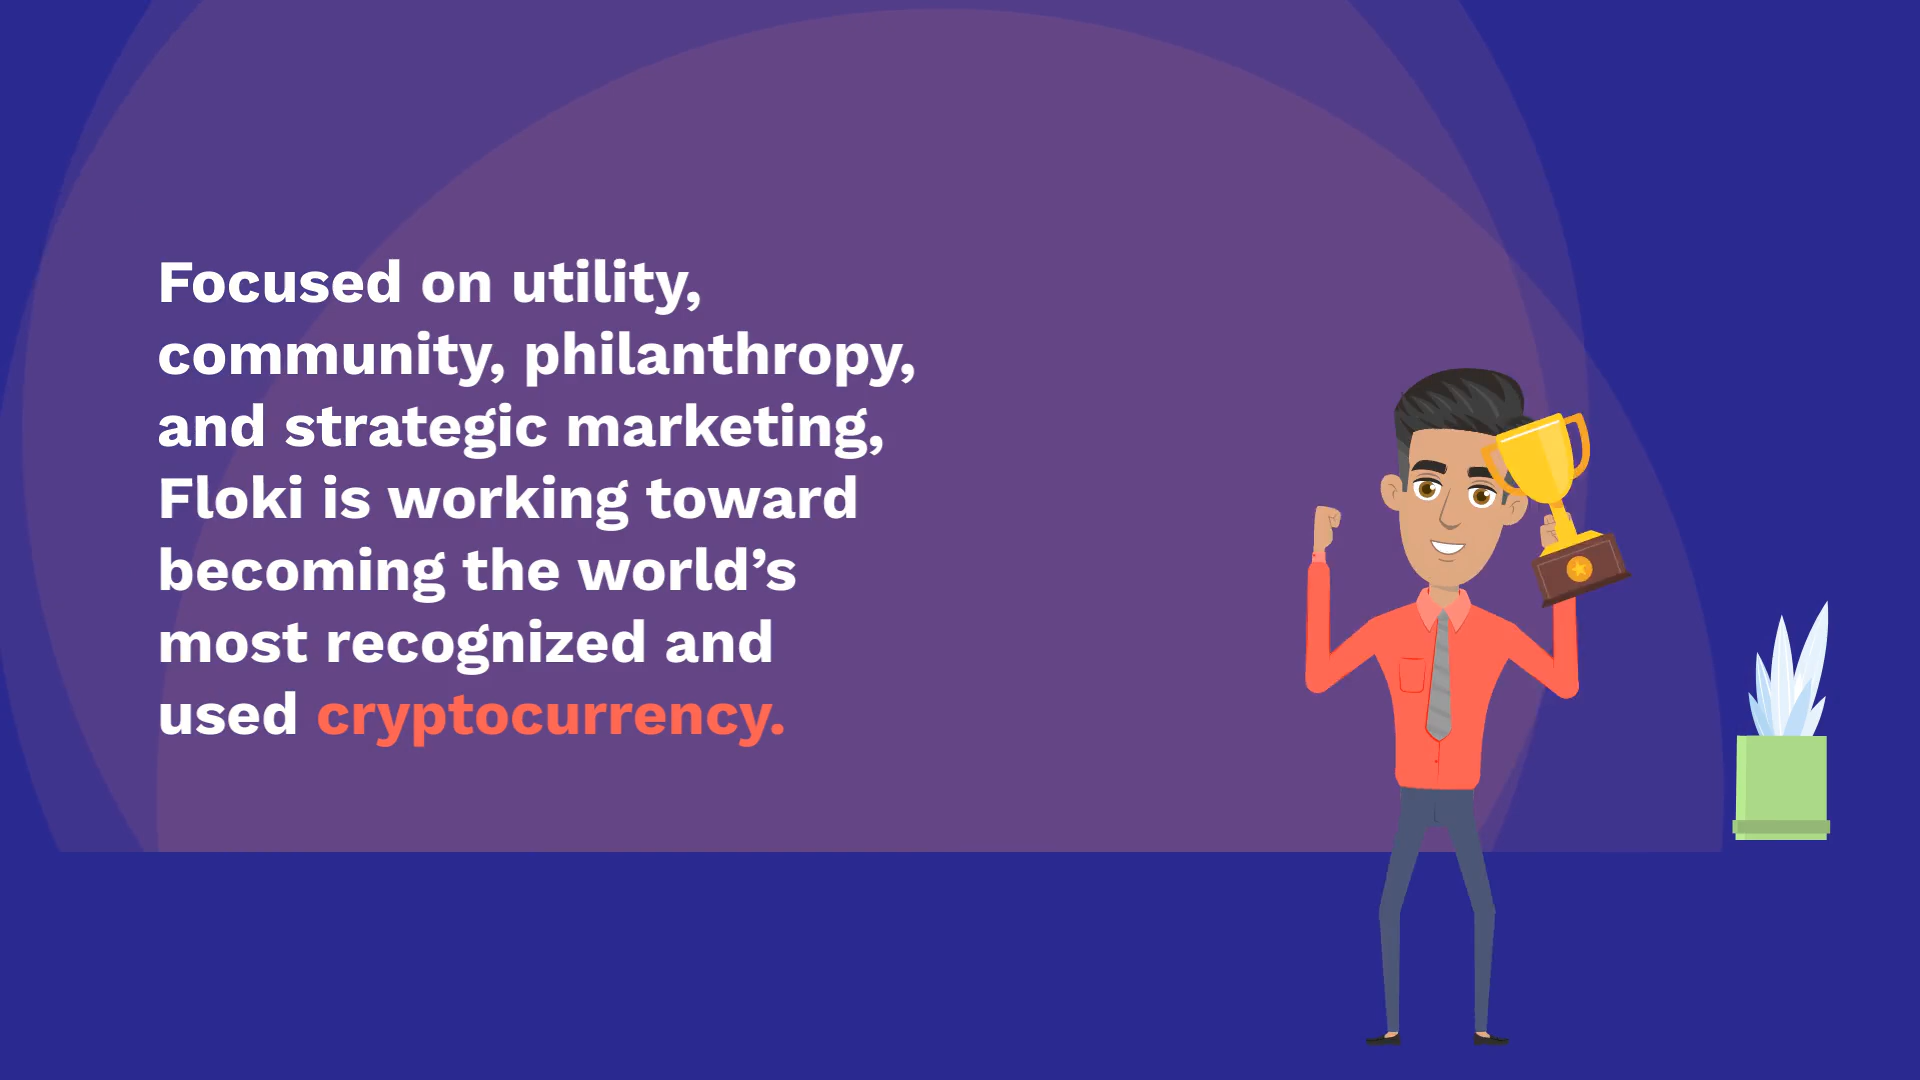 Focused on utility,
community, philanthropy,
and strategic marketing,
Floki is working toward
becoming the world’s
most recognized and
used cryptocurrency.